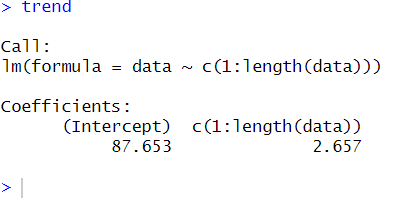 > trend
Call:
lm(formula = data ~ c(1:length(data)))
Coefficients:
(Intercept) c(1:length(data))
87.653 2.657
>